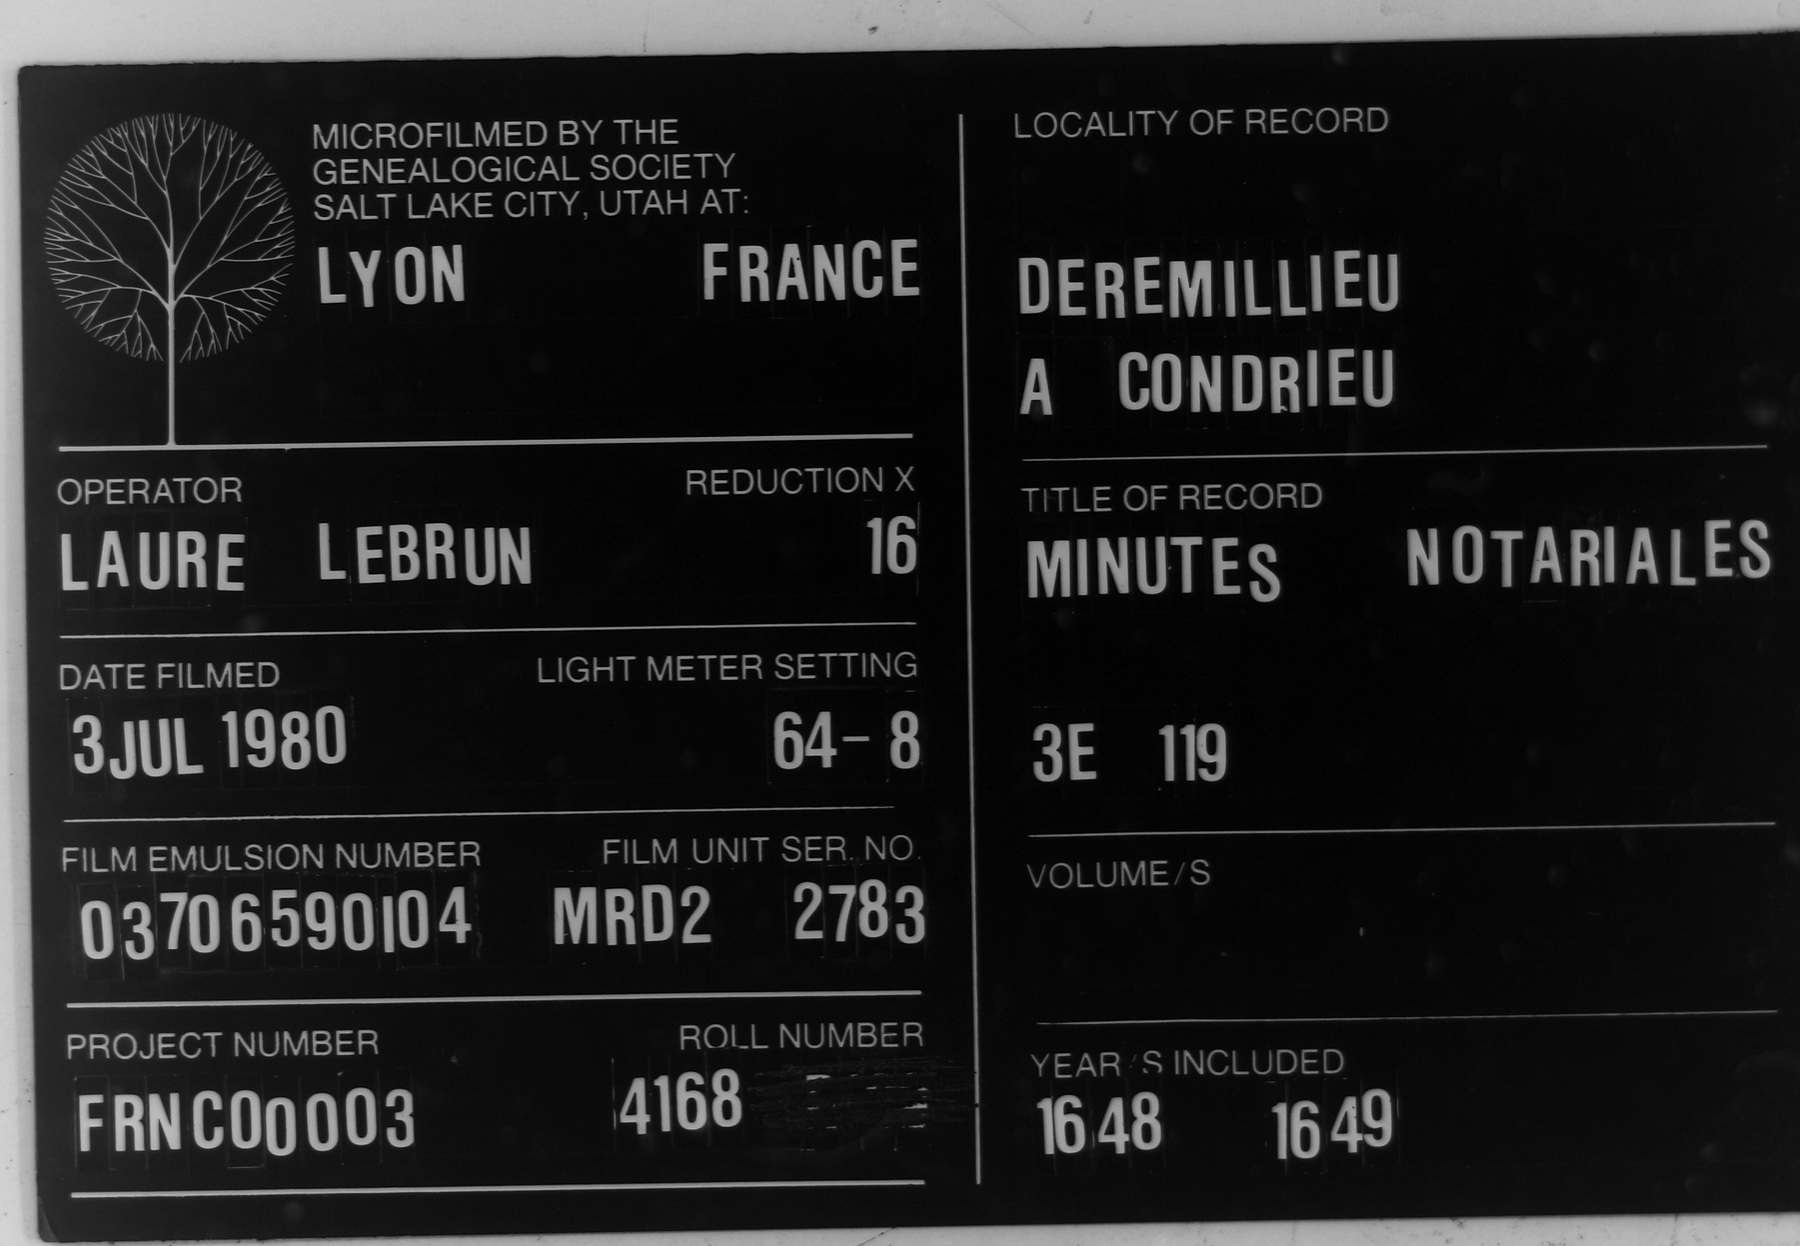 MICROFILMED BY THE
GENEALOGICAL SOCIETY
SALT LAKE CITY, UTAH AT:
LYON FRANCE
OPERATOR REDUCTION X
LAURE LEBRUN 16
DATE FILMED LIGHT METER SETTING
3 JUL 1980 64- 8
FILM EMULSION NUMBER FILM UNIT SER. NO.
03706590104 MRD2 2783
PROJECT NUMBER ROLL NUMBER
FRNC00003 4168
LOCALITY OF RECORD
DEREMILLIEU
A CONDRIEU
TITLE OF RECORD
MINUTES NOTARIALES
3E 119
VOLUME/S
YEAR/S INCLUDED
1648 1649